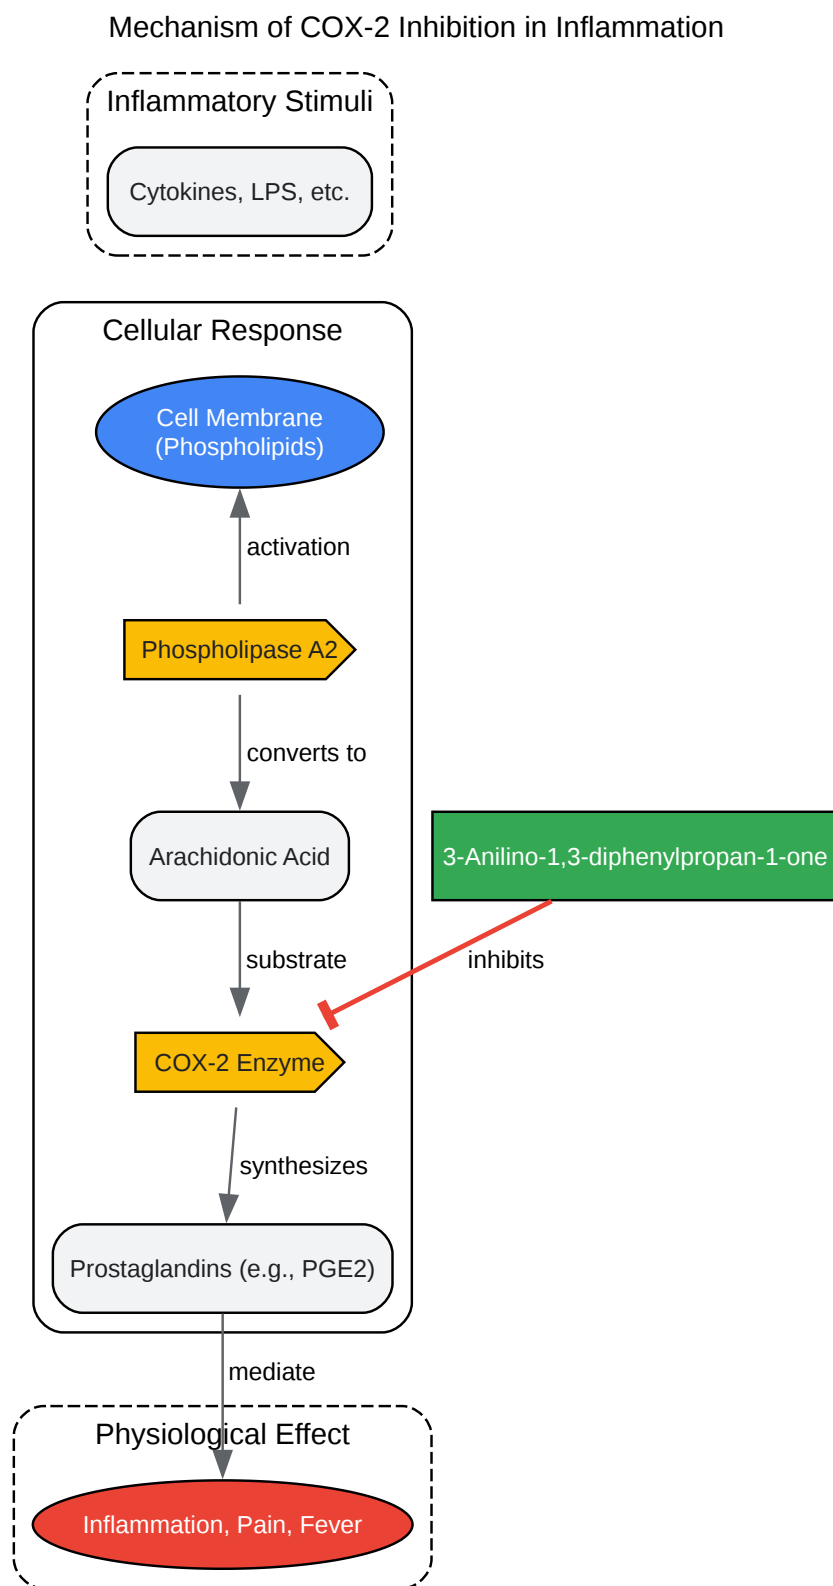 Mechanism of COX-2 Inhibition in Inflammation
Inflammatory Stimuli
Cytokines, LPS, etc.
Cellular Response
Cell Membrane
(Phospholipids)
activation
Phospholipase A2
converts to
Arachidonic Acid
3-Anilino-1,3-diphenylpropan-1-one
substrate
inhibits
COX-2 Enzyme
synthesizes
Prostaglandins (e.g., PGE2)
mediate
Physiological Effect
Inflammation, Pain, Fever